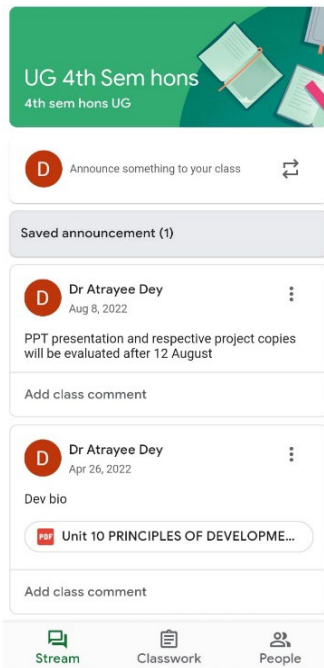 UG 4th Sem hons
4th sem hons UG
D
Announce something to your class
Saved announcement (1)
D
Dr Atrayee Dey
Aug 8, 2022
PPT presentation and respective project copies
will be evaluated after 12 August
Add class comment
D
Dr Atrayee Dey
Apr 26, 2022
Dev bio
PDF Unit 10 PRINCIPLES OF DEVELOPME...
Add class comment
Stream Classwork People